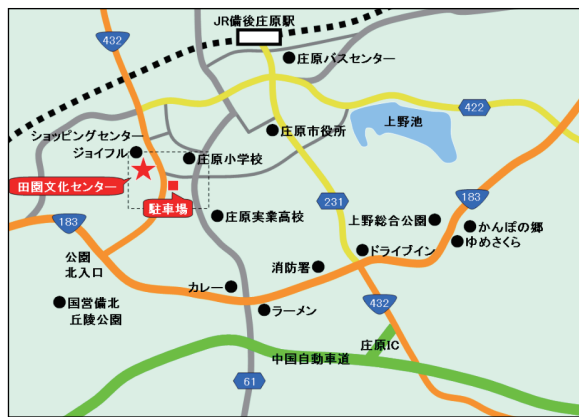 JR備後庄原駅
432
庄原バスセンター
422
ショッピングセンター
ジョイフル
庄原市役所
上野池
庄原小学校
田園文化センター
駐車場
183
231
183
庄原実業高校
上野総合公園
かんぽの郷
ゆめさくら
ドライブイン
公園
北入口
消防署
カレー
国営備北
丘陵公園
ラーメン
432
庄原IC
中国自動車道
61